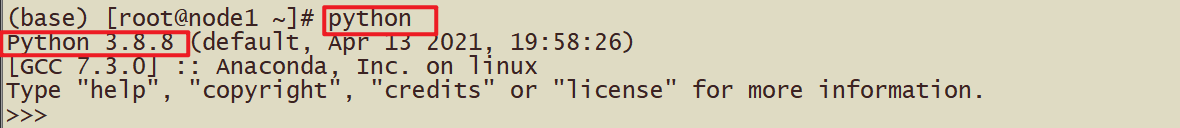 (base) [root@node1 ~]# python
Python 3.8.8 (default, Apr 13 2021, 19:58:26)
[GCC 7.3.0] :: Anaconda, Inc. on linux
Type "help", "copyright", "credits" or "license" for more information.
>>>